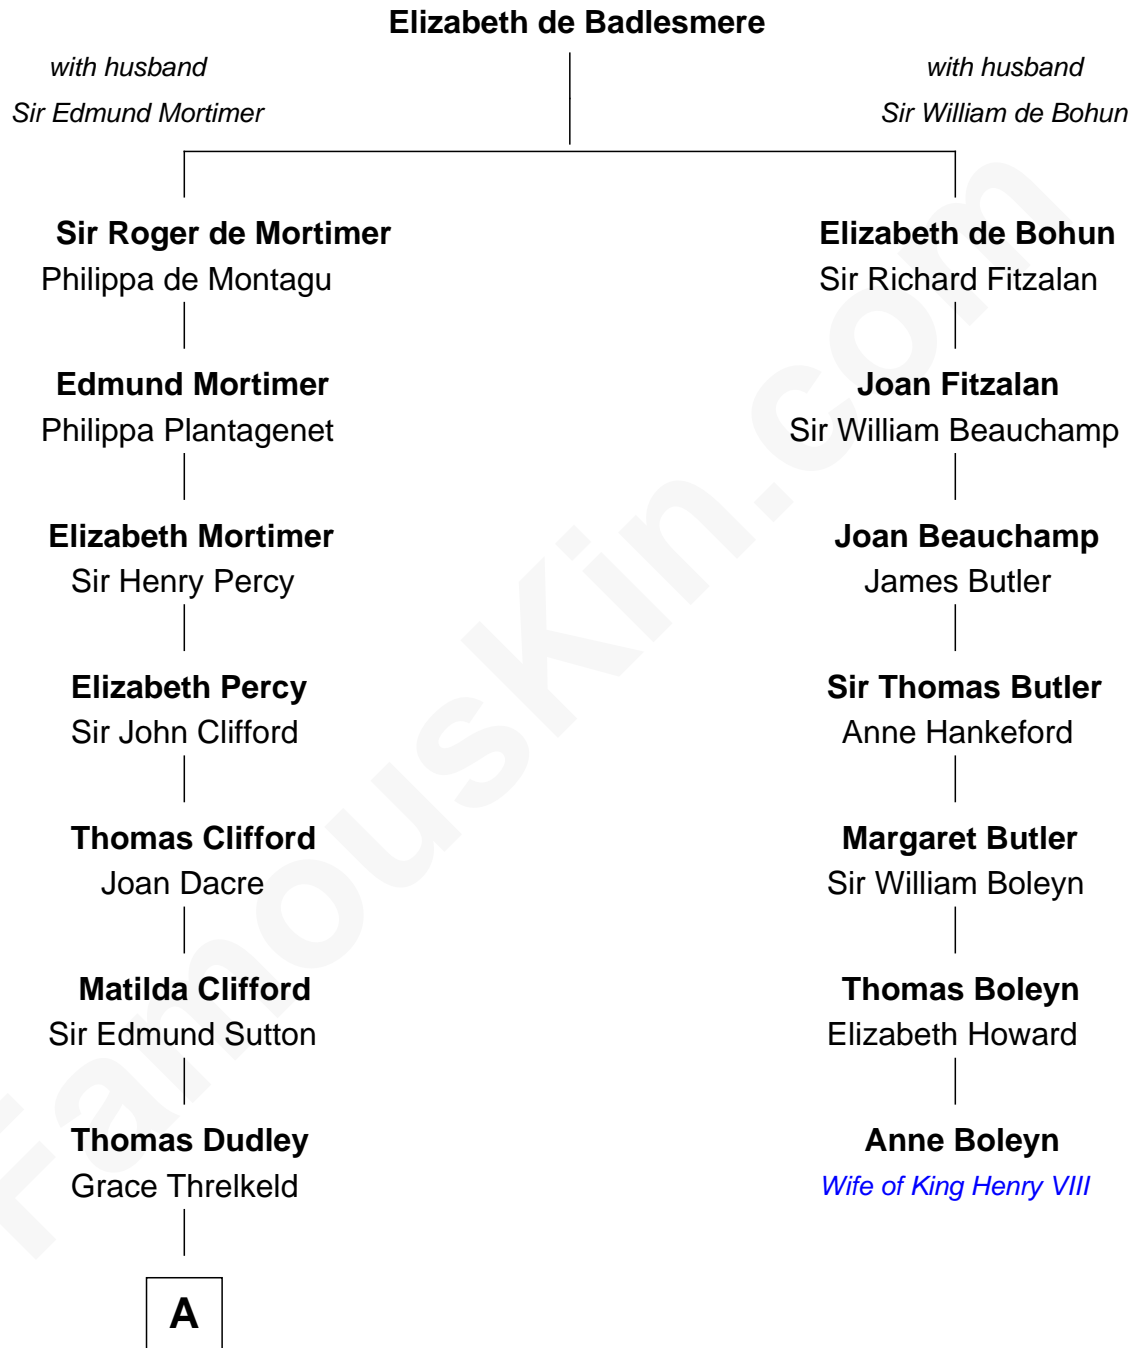 Elizabeth de Badlesmere
with husband
Sir Edmund Mortimer
with husband
Sir William de Bohun
Sir Roger de Mortimer
Philippa de Montagu
Elizabeth de Bohun
Sir Richard Fitzalan
Edmund Mortimer
Philippa Plantagenet
Joan Fitzalan
Sir William Beauchamp
Elizabeth Mortimer
Sir Henry Percy
Joan Beauchamp
James Butler
Elizabeth Percy
Sir John Clifford
Sir Thomas Butler
Anne Hankeford
Thomas Clifford
Joan Dacre
Margaret Butler
Sir William Boleyn
Matilda Clifford
Sir Edmund Sutton
Thomas Boleyn
Elizabeth Howard
Thomas Dudley
Grace Threlkeld
Anne Boleyn
Wife of King Henry VIII
A
FamousKin.com